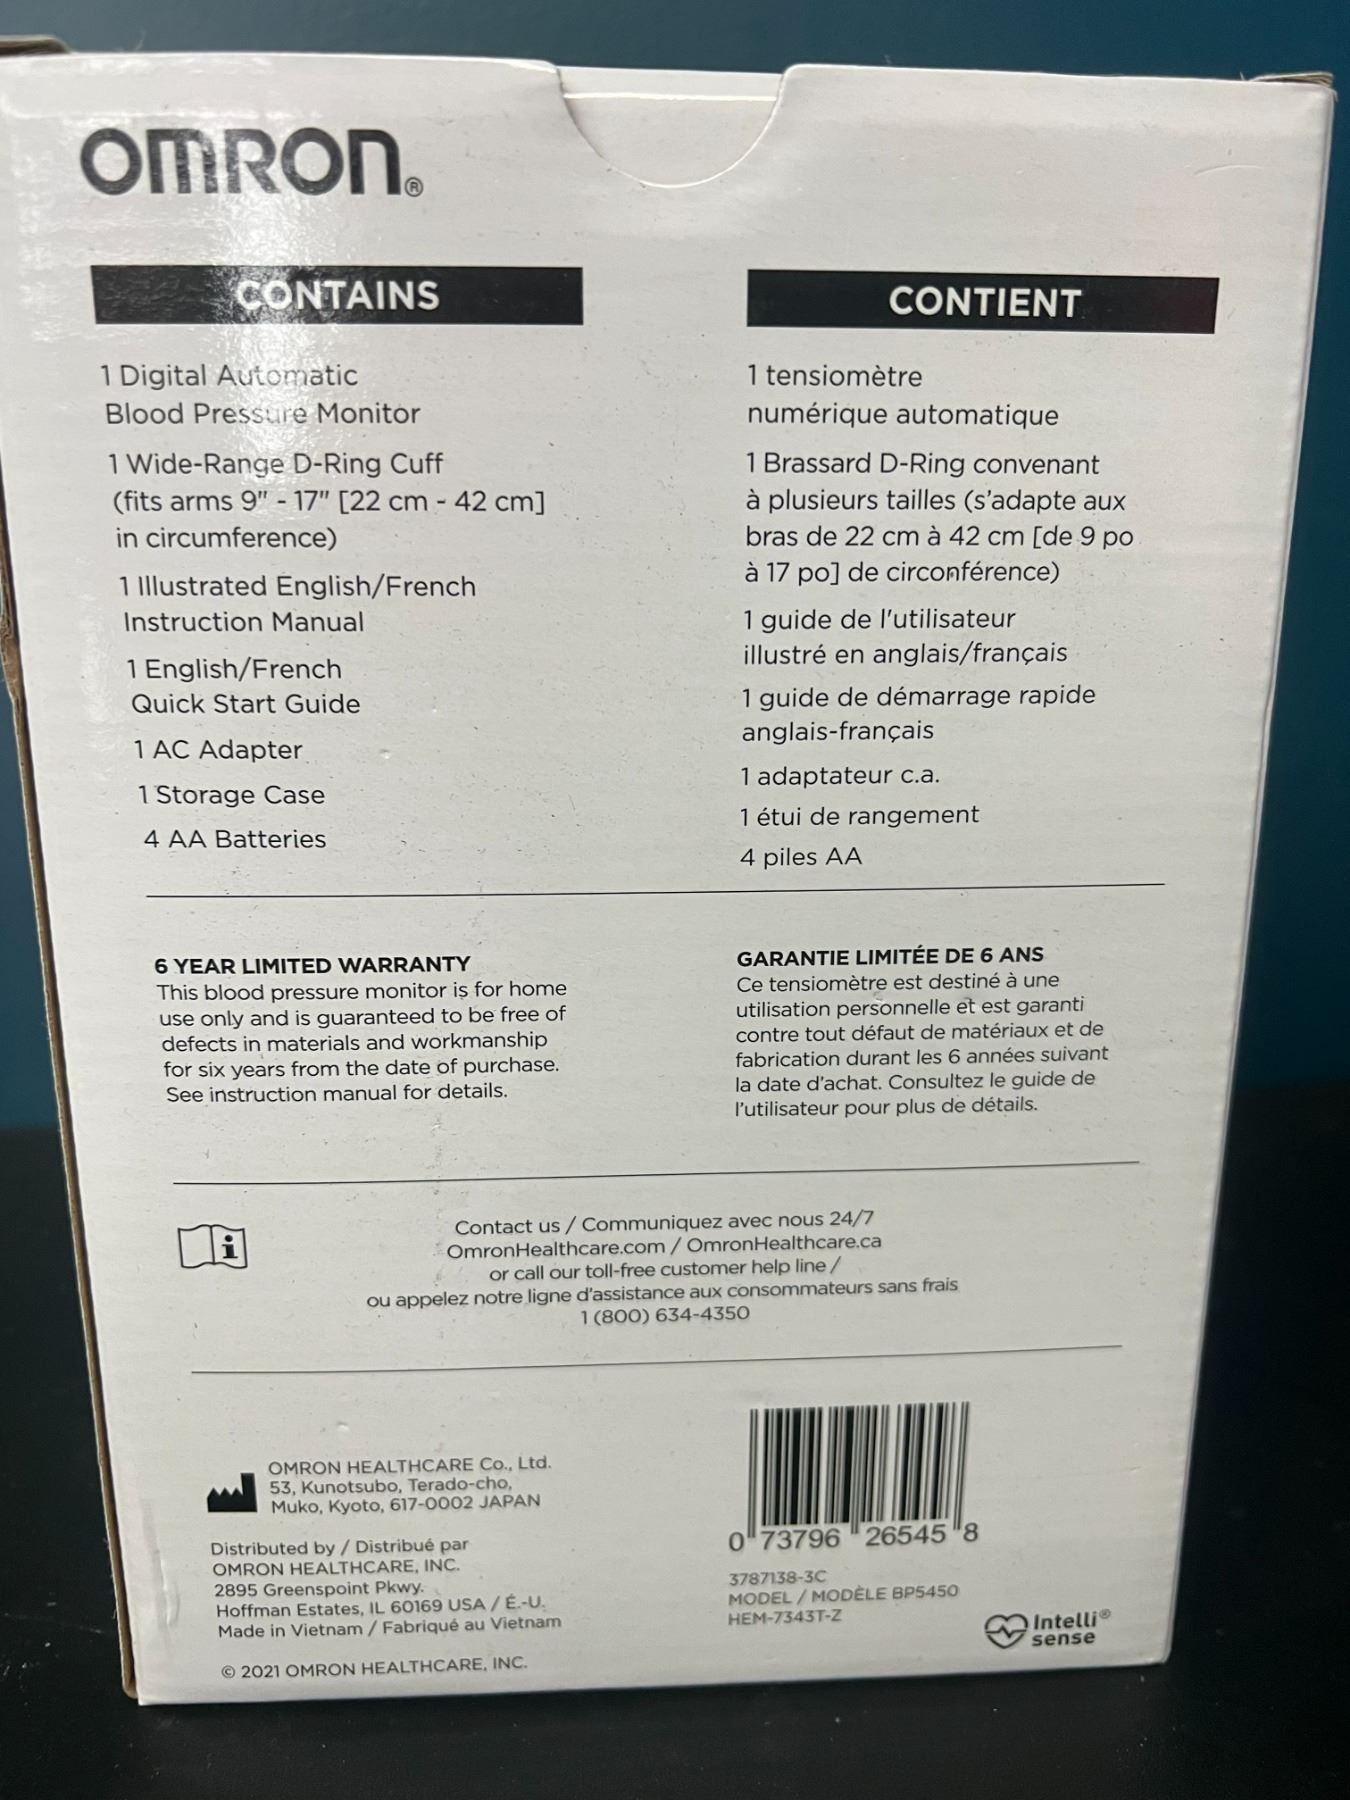 OMRON®
CONTAINS
1 Digital Automatic
Blood Pressure Monitor
1 Wide-Range D-Ring Cuff
(fits arms 9" - 17" [22 cm - 42 cm]
in circumference)
1 Illustrated English/French
Instruction Manual
1 English/French
Quick Start Guide
1 AC Adapter
1 Storage Case
4 AA Batteries
CONTIENT
1 tensiomètre
numérique automatique
1 Brassard D-Ring convenant
à plusieurs tailles (s'adapte aux
bras de 22 cm à 42 cm [de 9 po
à 17 po] de circonférence)
1 guide de l'utilisateur
illustré en anglais/français
1 guide de démarrage rapide
anglais-français
1 adaptateur c.a.
1 étui de rangement
4 piles AA
6 YEAR LIMITED WARRANTY
This blood pressure monitor is for home
use only and is guaranteed to be free of
defects in materials and workmanship
for six years from the date of purchase.
See instruction manual for details.
GARANTIE LIMITÉE DE 6 ANS
Ce tensiomètre est destiné à une
utilisation personnelle et est garanti
contre tout défaut de matériaux et de
fabrication durant les 6 années suivant
la date d'achat. Consultez le guide de
l'utilisateur pour plus de détails.
i
Contact us / Communiquez avec nous 24/7
OmronHealthcare.com / OmronHealthcare.ca
or call our toll-free customer help line /
ou appelez notre ligne d'assistance aux consommateurs sans frais
1 (800) 634-4350
OMRON HEALTHCARE Co., Ltd.
53, Kunotsubo, Terado-cho,
Muko, Kyoto, 617-0002 JAPAN
Distributed by / Distribué par
OMRON HEALTHCARE, INC.
2895 Greenspoint Pkwy.
Hoffman Estates, IL 60169 USA / É.-U.
Made in Vietnam / Fabriqué au Vietnam
© 2021 OMRON HEALTHCARE, INC.
0 73796 26545 8
3787138-3C
MODEL / MODÈLE BP5450
HEM-7343T-Z
Intelli®
sense